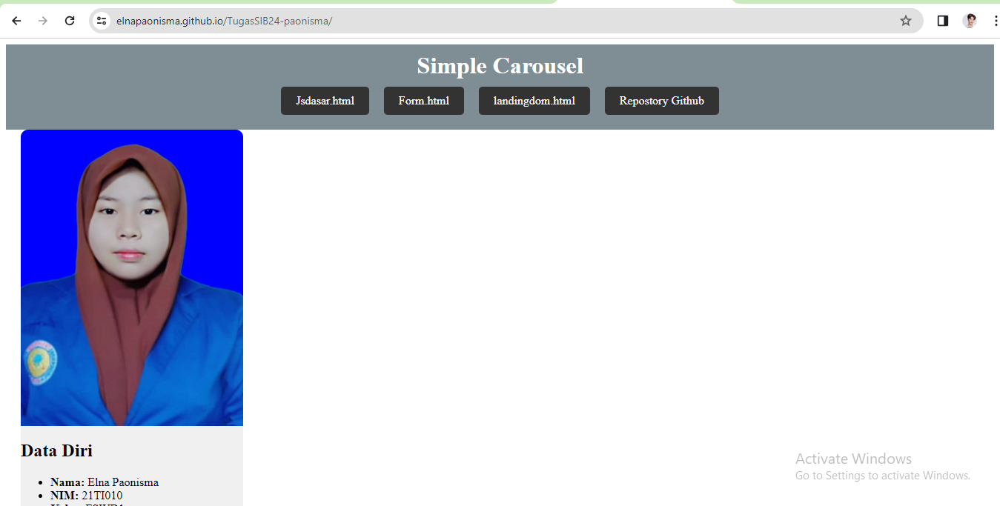 elnapaonisma.github.io/TugasSIB24-paonisma/
Simple Carousel
Jsdasar.html
Form.html
landingdom.html
Repostory Github
Data Diri
Nama: Elna Paonisma
NIM: 21TI010
Activate Windows
Go to Settings to activate Windows.